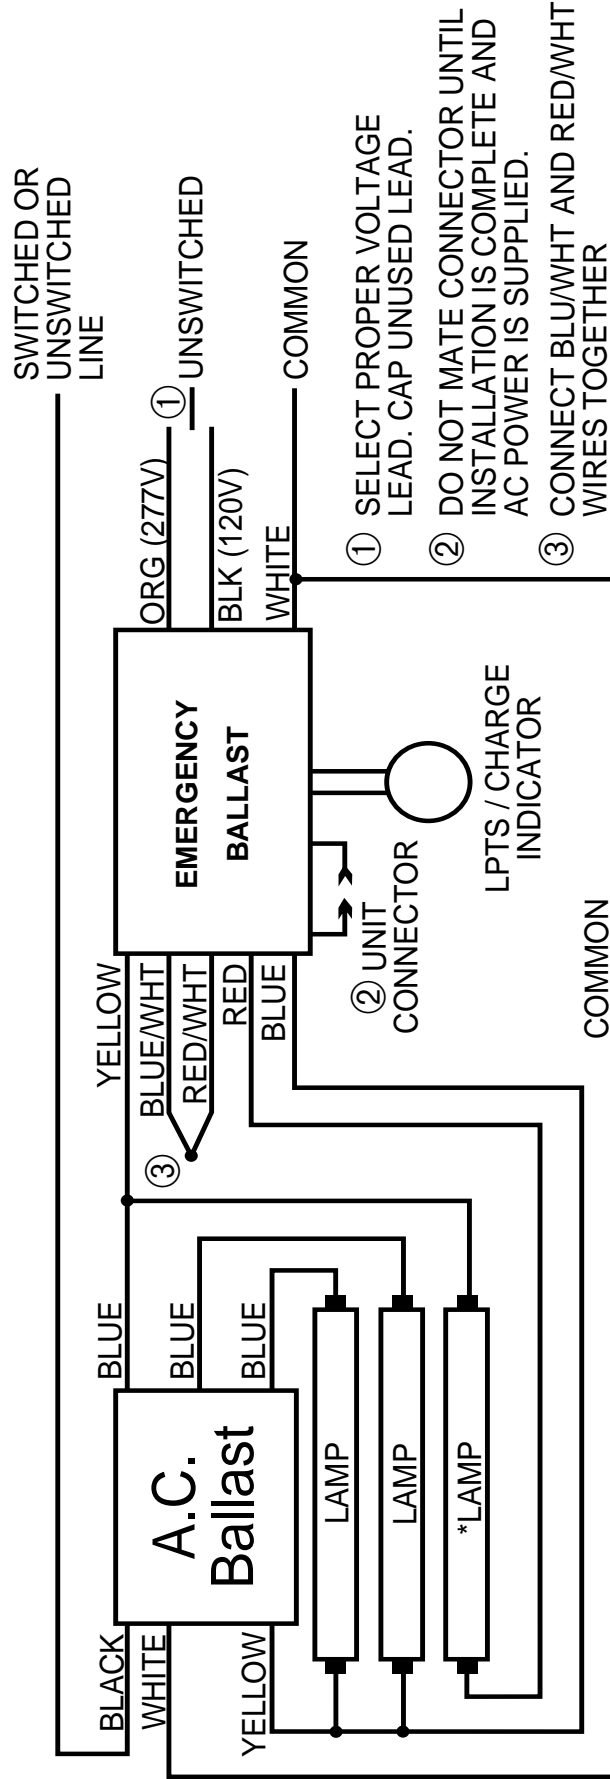 SWITCHED OR
UNSWITCHED
LINE
BLACK
WHITE
YELLOW
A.C.
Ballast
BLUE
BLUE
BLUE
LAMP
LAMP
*LAMP
YELLOW
BLUE/WHT
RED/WHT
RED
BLUE
③
EMERGENCY
BALLAST
ORG (277V)
BLK (120V)
WHITE
①
UNSWITCHED
COMMON
② UNIT
CONNECTOR
LPTS / CHARGE
INDICATOR
COMMON
① SELECT PROPER VOLTAGE
LEAD. CAP UNUSED LEAD.
② DO NOT MATE CONNECTOR UNTIL
INSTALLATION IS COMPLETE AND
AC POWER IS SUPPLIED.
③ CONNECT BLU/WHT AND RED/WHT
WIRES TOGETHER